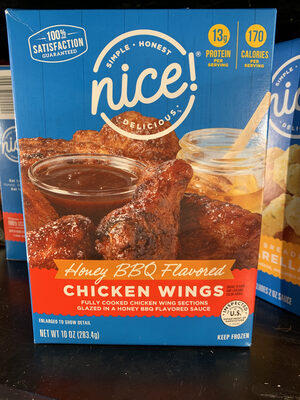 100%
SATISFACTION
GUARANTEED
SIMPLE • HONEST
nice!®
• DELICIOUS •
13g
PROTEIN
PER
SERVING
170
CALORIES
PER
SERVING
Honey BBQ Flavored
CHICKEN WINGS
FULLY COOKED CHICKEN WING SECTIONS
GLAZED IN A HONEY BBQ FLAVORED SAUCE
INSPECTED
U.S.
ENLARGED TO SHOW DETAIL
NET WT 10 OZ (283.4g)
KEEP FROZEN